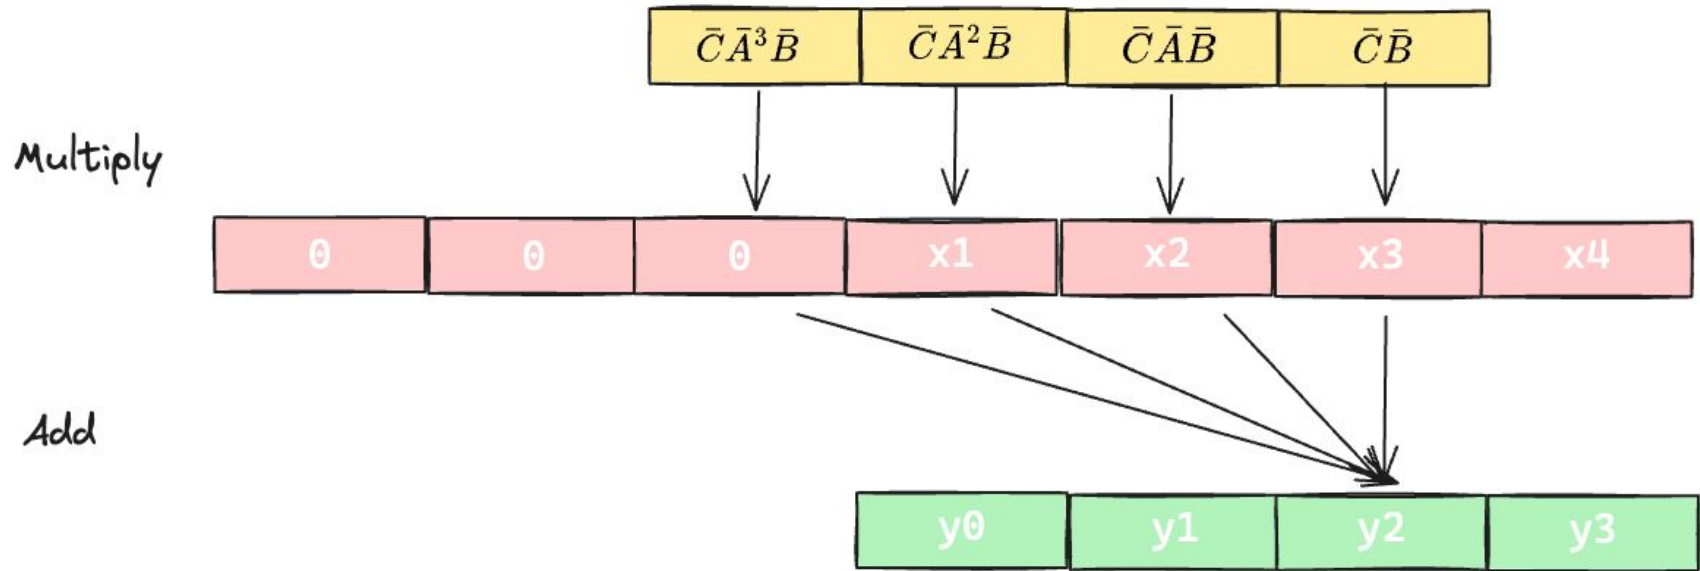 C̄Ā³B̄ C̄Ā²B̄ C̄ĀB̄ C̄B̄
Multiply
0 0 0 x1 x2 x3 x4
Add
y0 y1 y2 y3